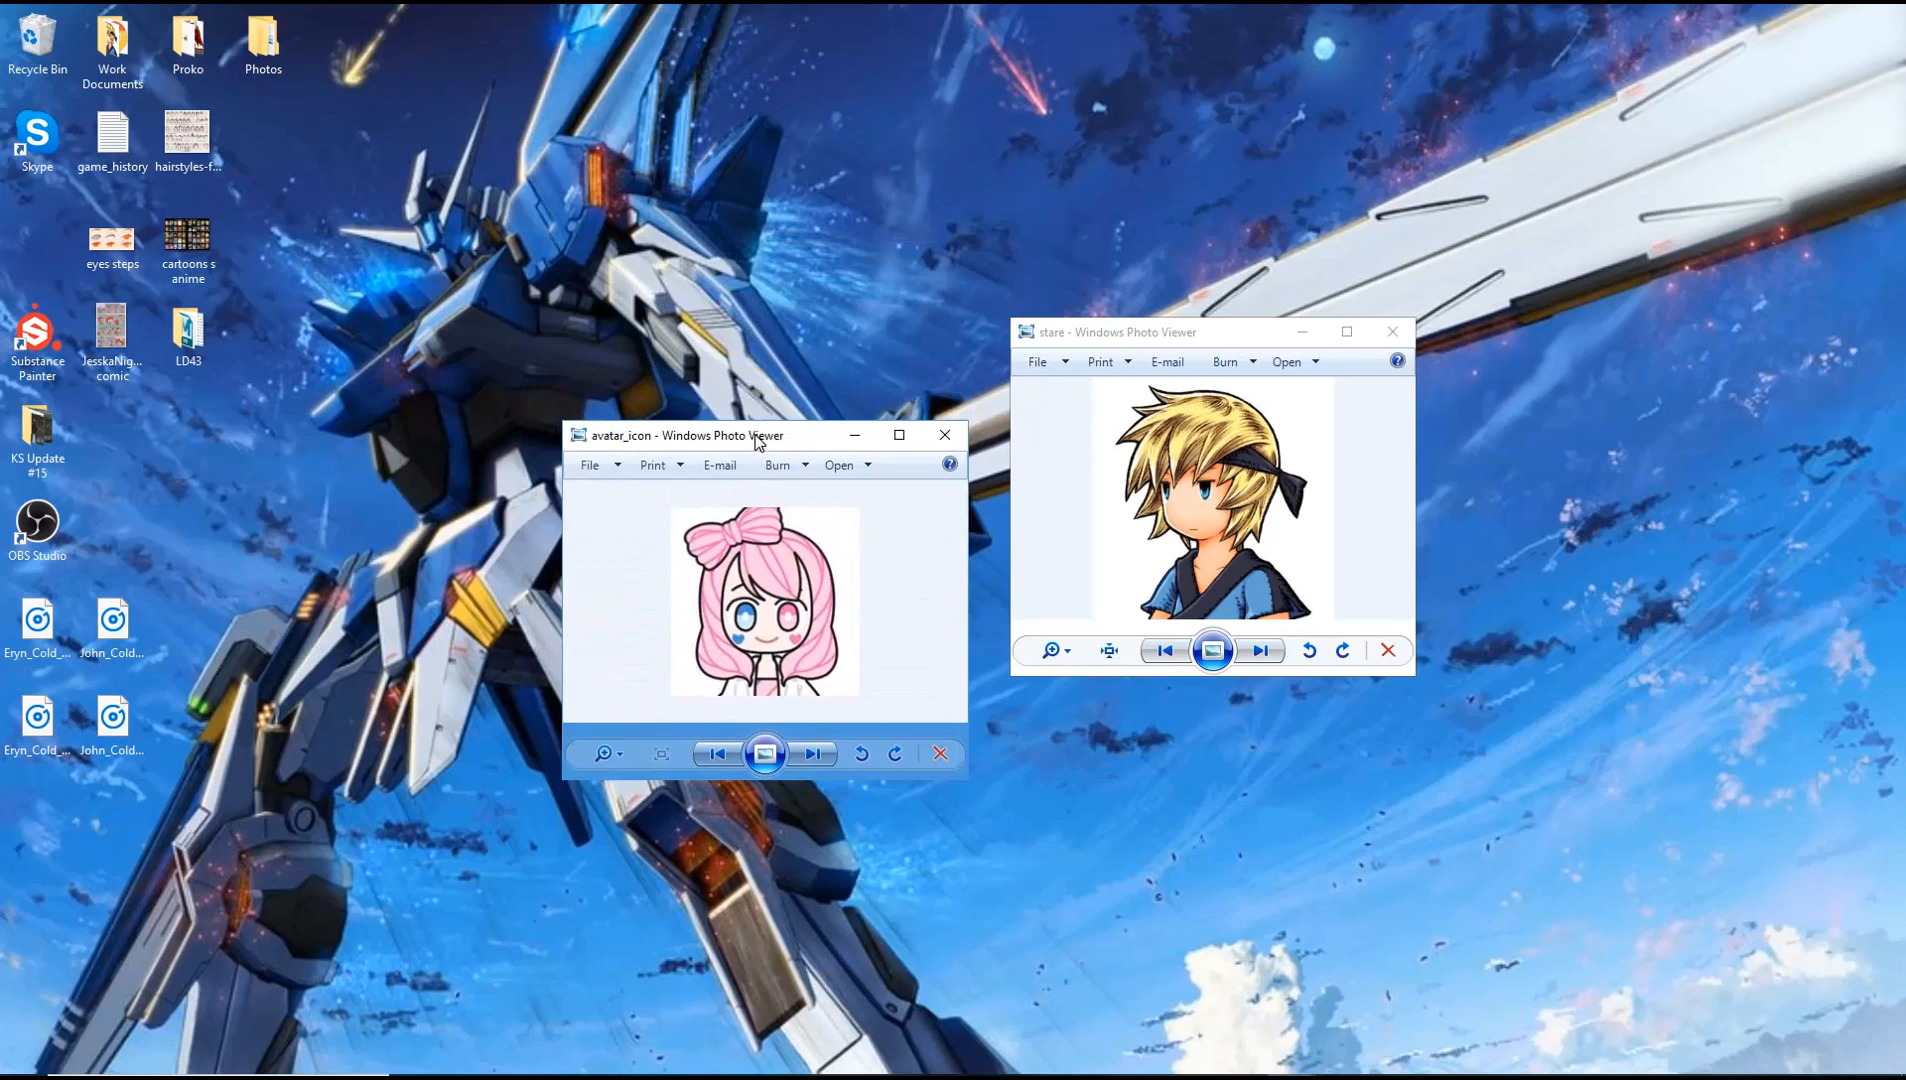 Recycle Bin
Work
Documents
Proko
Photos
Skype
game_history
hairstyles-f...
eyes steps
cartoons s
anime
Substance
Painter
JesskaNig...
comic
LD43
KS Update
#15
OBS Studio
Eryn_Cold_...
John_Cold...
Eryn_Cold_...
John_Cold...
stare - Windows Photo Viewer
File
Print
E-mail
Burn
Open
avatar_icon - Windows Photo Viewer
File
Print
E-mail
Burn
Open